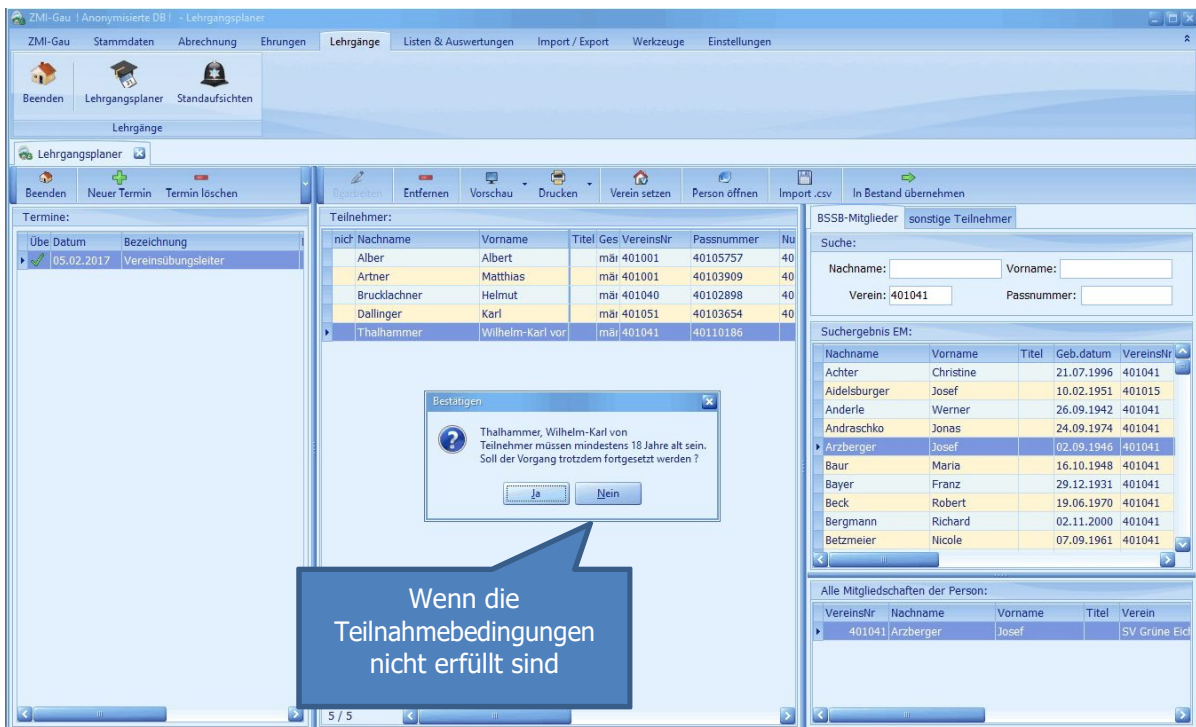 ZMI-Gau ! Anonymisierte DB ! - Lehrgangsplaner
ZMI-Gau Stammdaten Abrechnung Ehrungen Lehrgänge Listen & Auswertungen Import / Export Werkzeuge Einstellungen
Beenden Lehrgangsplaner Standaufsichten
Lehrgänge
Lehrgangsplaner
Beenden Neuer Termin Termin löschen
Bearbeiten Entfernen Vorschau Drucken Verein setzen Person öffnen Import .csv In Bestand übernehmen
Termine:
Übe Datum Bezeichnung
05.02.2017 Vereinsübungsleiter
Teilnehmer:
nich Nachname Vorname Titel Ges VereinsNr Passnummer Nu
Alber Albert mär 401001 40105757 40
Artner Matthias mär 401001 40103909 40
Brucklachner Helmut mär 401040 40102898 40
Dallinger Karl mär 401051 40103654 40
Thalhammer Wilhelm-Karl vor mär 401041 40110186
Bestätigen
Thalhammer, Wilhelm-Karl von
Teilnehmer müssen mindestens 18 Jahre alt sein.
Soll der Vorgang trotzdem fortgesetzt werden ?
Ja Nein
Wenn die
Teilnahmebedingungen
nicht erfüllt sind
5 / 5
BSSB-Mitglieder sonstige Teilnehmer
Suche:
Nachname: Vorname:
Verein: 401041 Passnummer:
Suchergebnis EM:
Nachname Vorname Titel Geb.datum VereinsNr
Achter Christine 21.07.1996 401041
Aidelsburger Josef 10.02.1951 401015
Anderle Werner 26.09.1942 401041
Andraschko Jonas 24.09.1974 401041
Arzberger Josef 02.09.1946 401041
Baur Maria 16.10.1948 401041
Bayer Franz 29.12.1931 401041
Beck Robert 19.06.1970 401041
Bergmann Richard 02.11.2000 401041
Betzmeier Nicole 07.09.1961 401041
Alle Mitgliedschaften der Person:
VereinsNr Nachname Vorname Titel Verein
401041 Arzberger Josef SV Grüne Eich